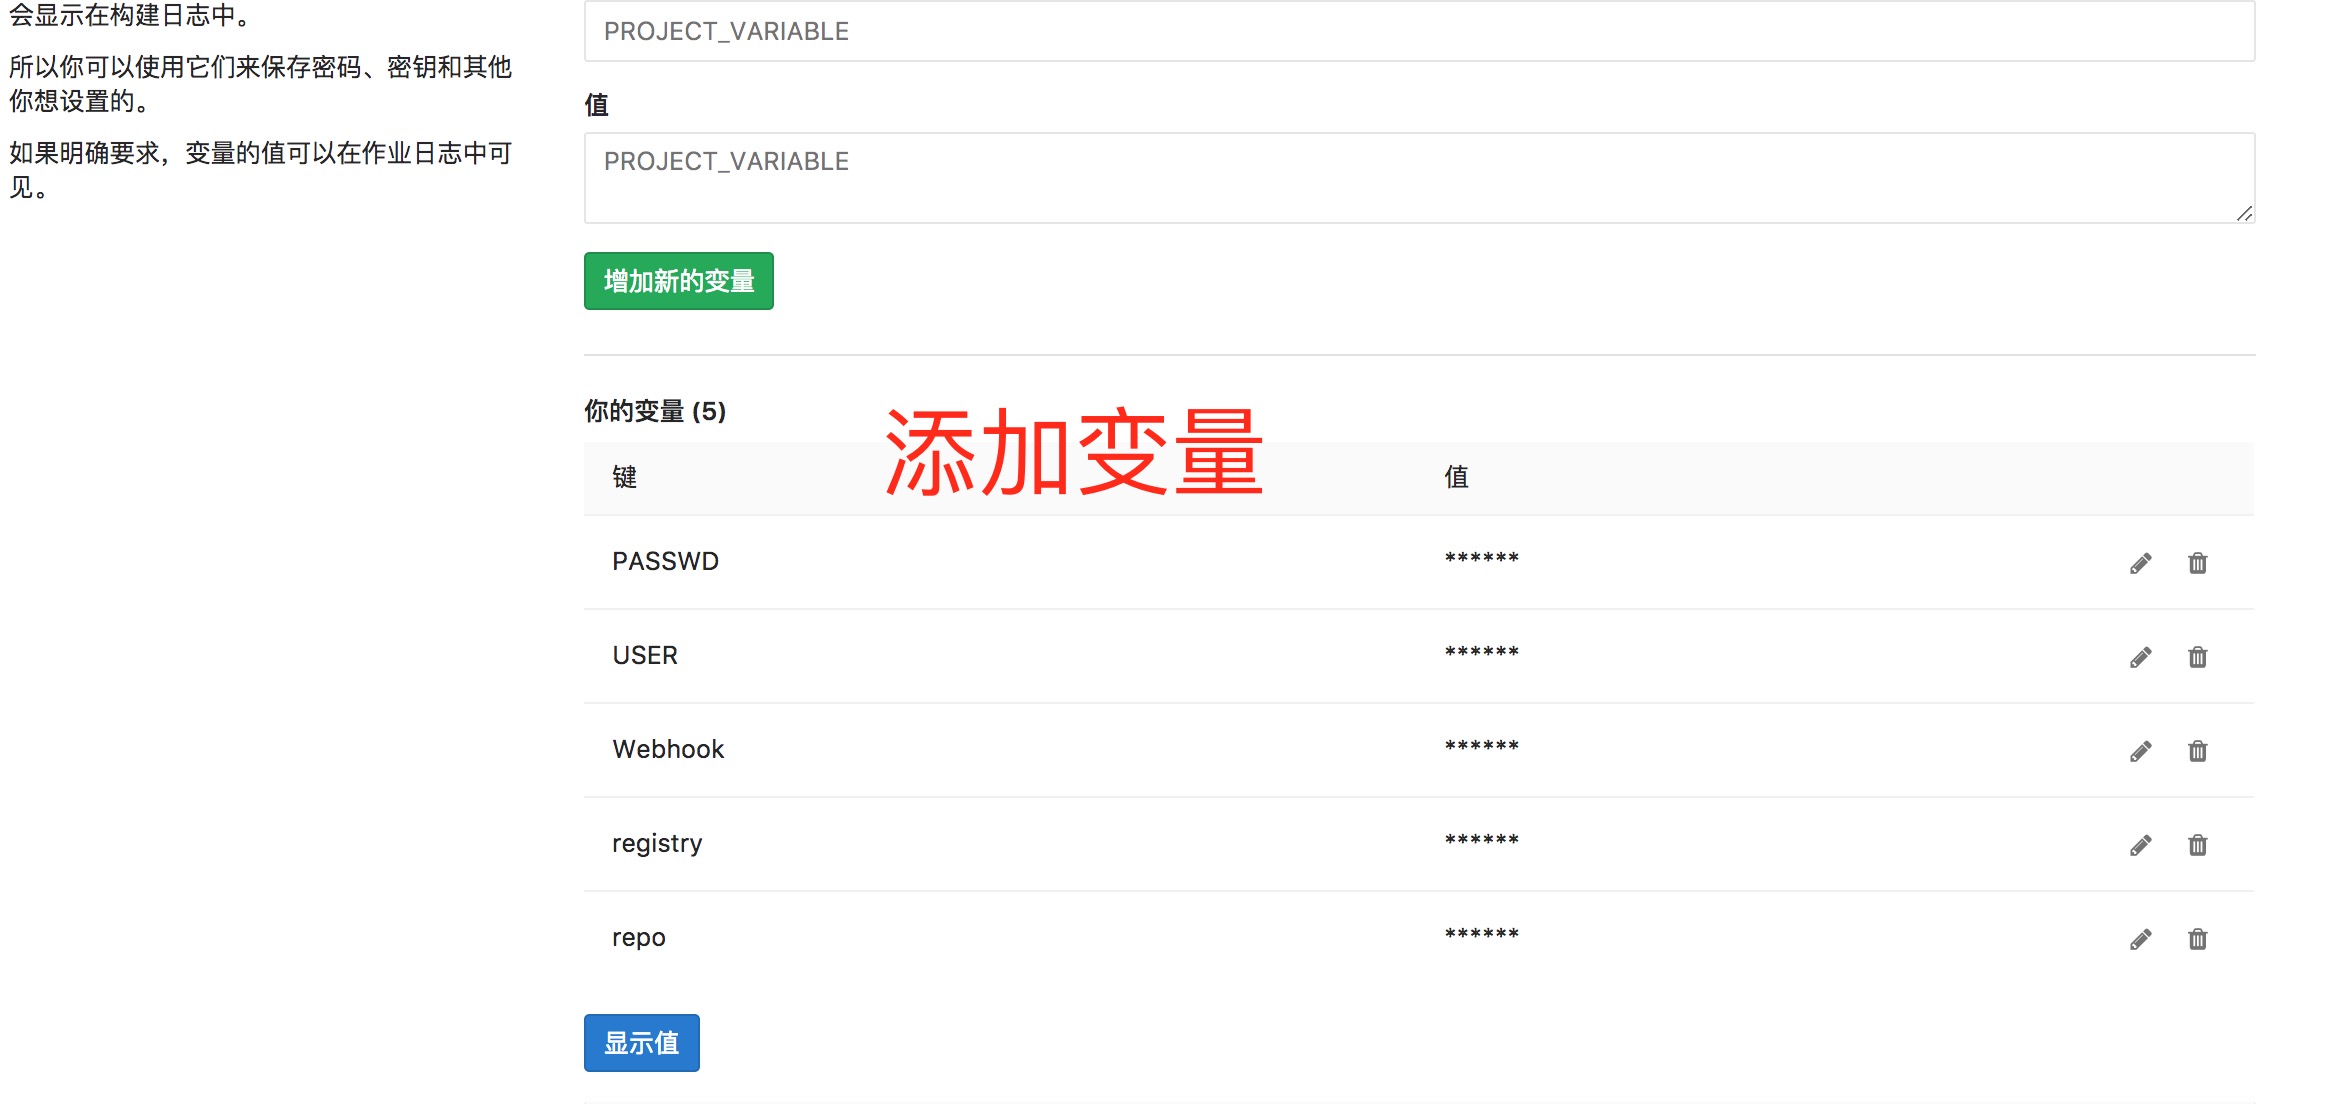 会显示在构建日志中。
所以你可以使用它们来保存密码、密钥和其他
你想设置的。
如果明确要求，变量的值可以在作业日志中可
见。
PROJECT_VARIABLE
值
PROJECT_VARIABLE
增加新的变量
你的变量 (5)
添加变量
键 值
PASSWD ******
USER ******
Webhook ******
registry ******
repo ******
显示值